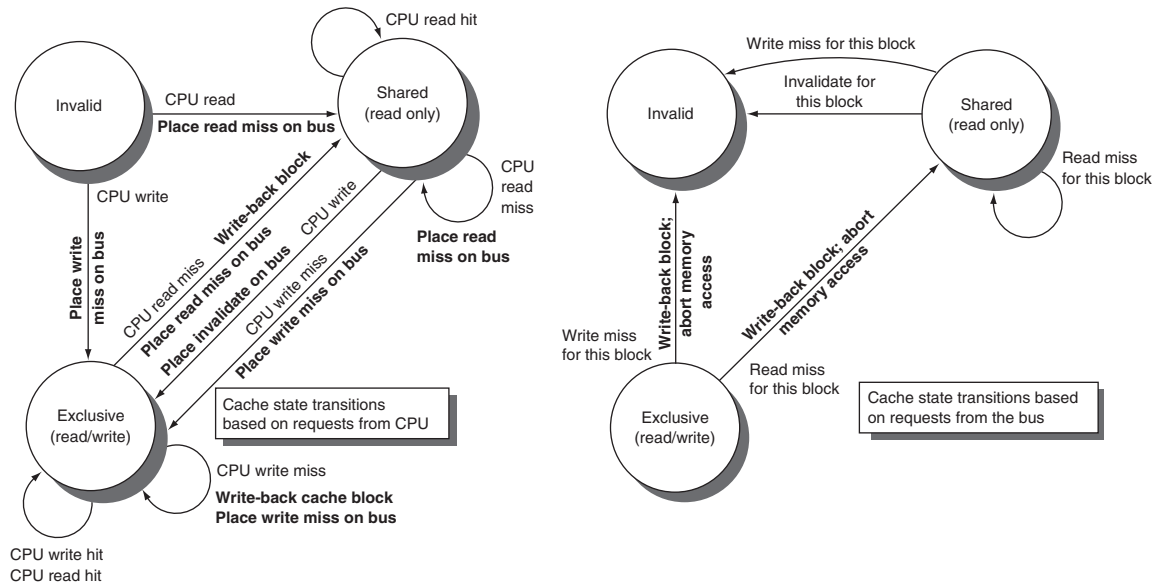 CPU read hit
Invalid
Shared
(read only)
CPU read
Place read miss on bus
CPU write
Place write
miss on bus
CPU
read
miss
Place read
miss on bus
CPU read miss
Write-back block
Place read miss on bus
CPU write
Place invalidate on bus
CPU write miss
Place write miss on bus
Exclusive
(read/write)
Cache state transitions
based on requests from CPU
CPU write miss
Write-back cache block
Place write miss on bus
CPU write hit
CPU read hit
Write miss for this block
Invalidate for
this block
Invalid
Shared
(read only)
Read miss
for this block
Write-back block;
abort memory
access
Write-back block; abort
memory access
Write miss
for this block
Read miss
for this block
Exclusive
(read/write)
Cache state transitions based
on requests from the bus